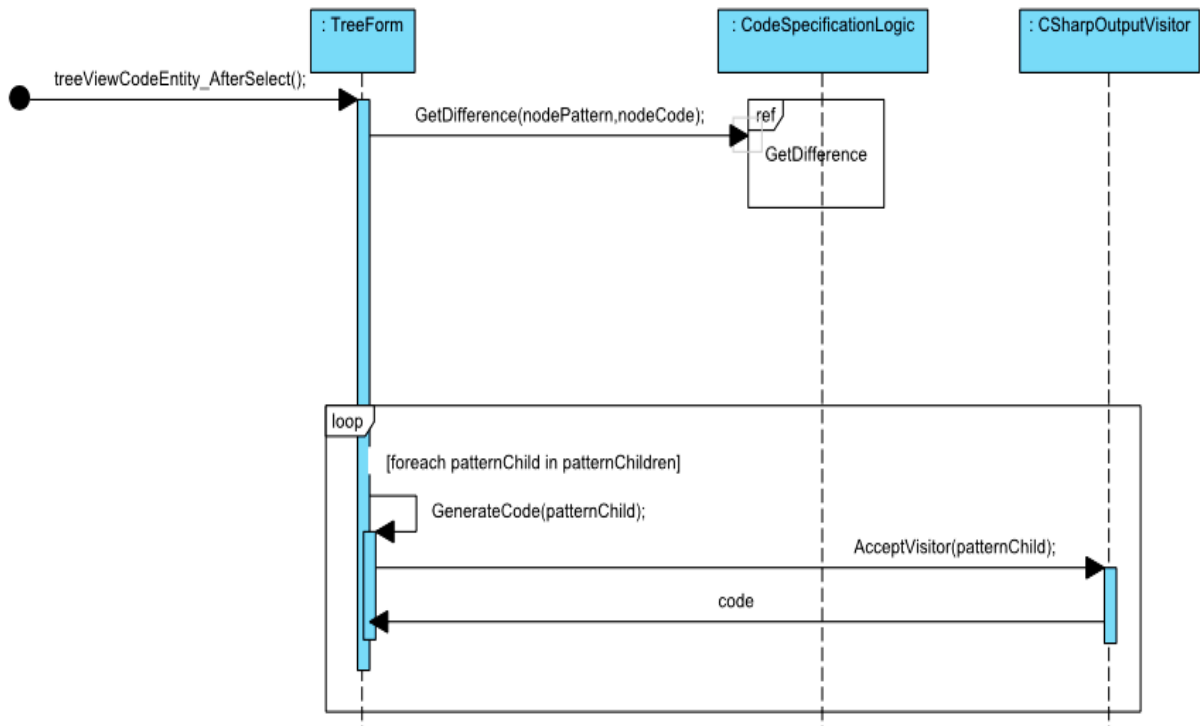 : TreeForm
: CodeSpecificationLogic
: CSharpOutputVisitor
treeViewCodeEntity_AfterSelect();
GetDifference(nodePattern,nodeCode);
ref
GetDifference
loop
[foreach patternChild in patternChildren]
GenerateCode(patternChild);
AcceptVisitor(patternChild);
code